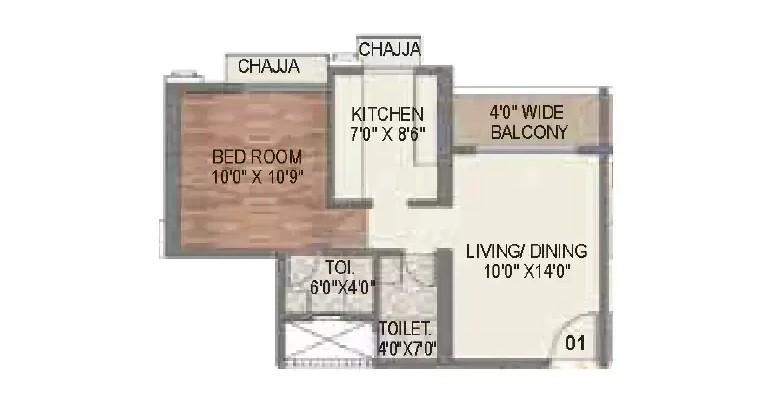 CHAJJA
CHAJJA
KITCHEN
7'0" X 8'6"
4'0" WIDE
BALCONY
BED ROOM
10'0" X 10'9"
LIVING/ DINING
10'0" X14'0"
TOI.
6'0"X4'0"
TOILET.
4'0"X7'0"
01